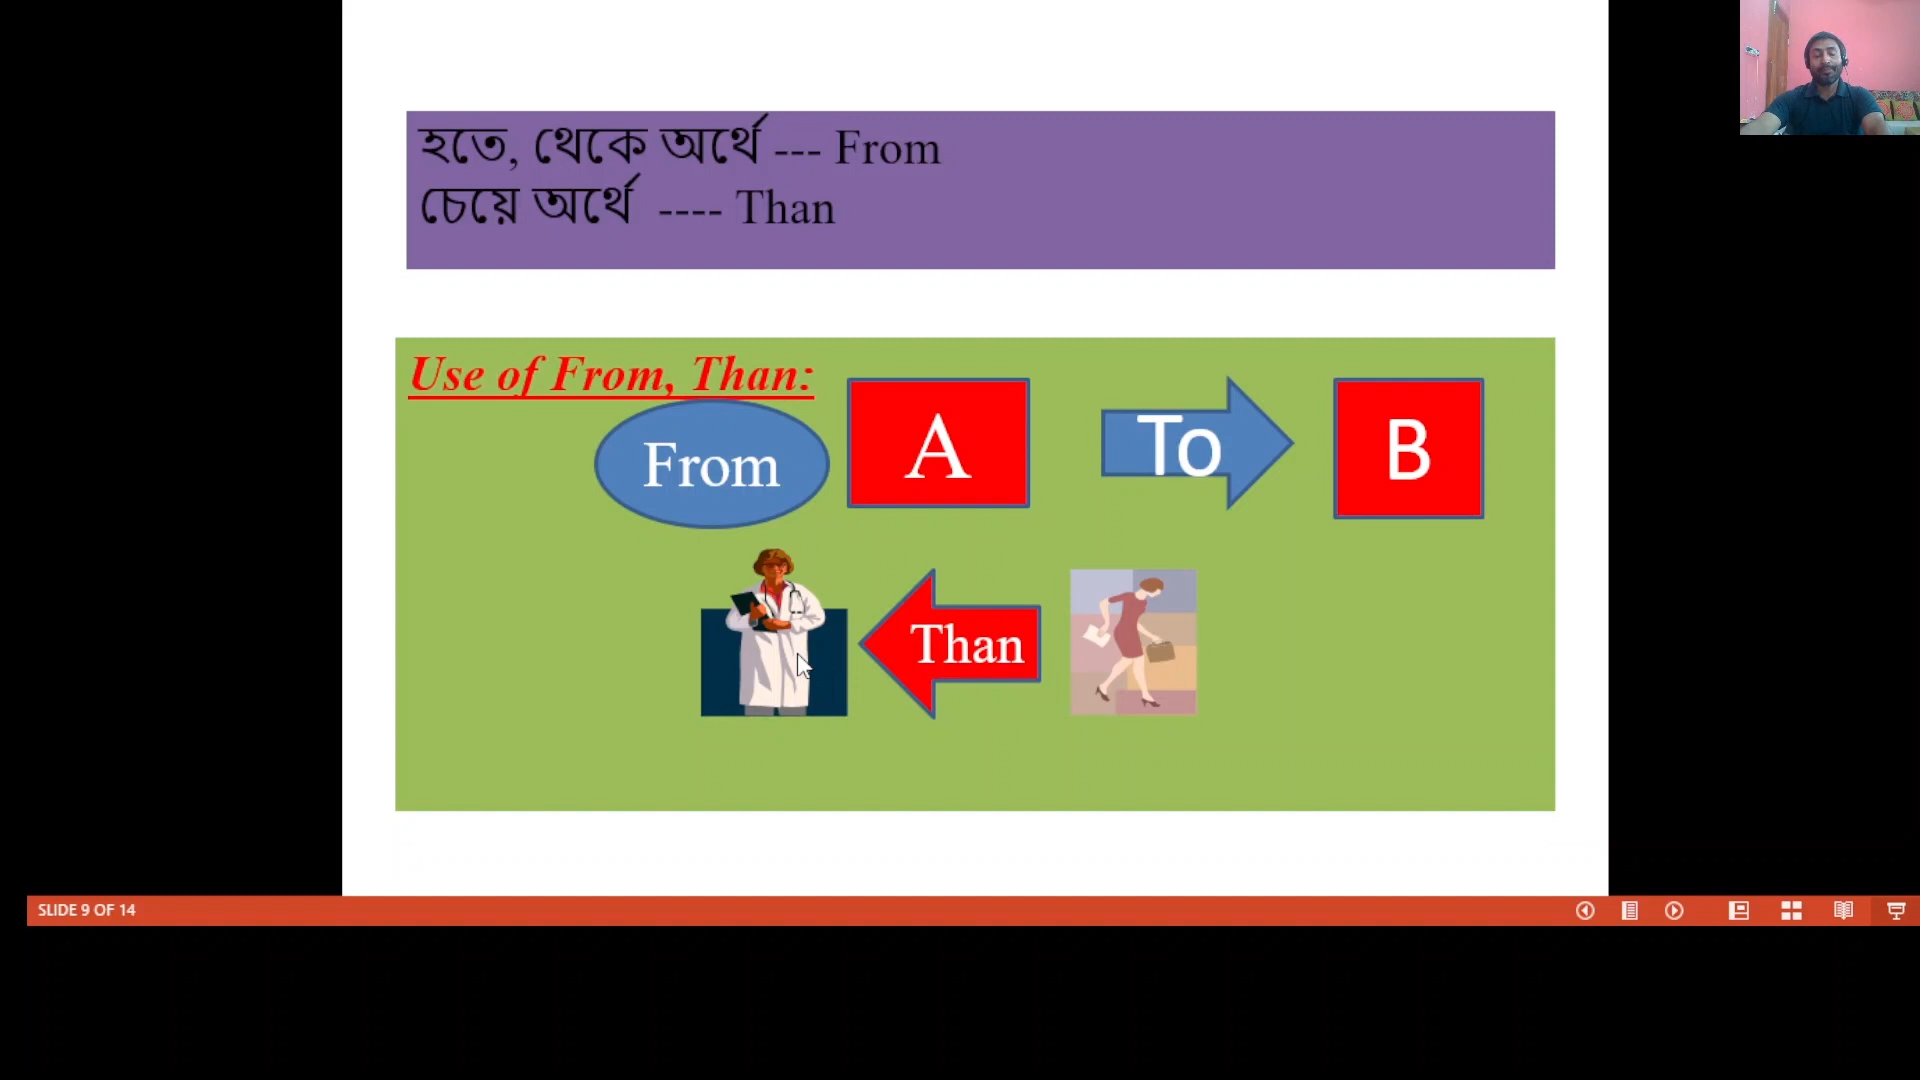 হতে, থেকে অর্থে --- From
চেয়ে অর্থে ---- Than
Use of From, Than:
From A To B
Than
SLIDE 9 OF 14